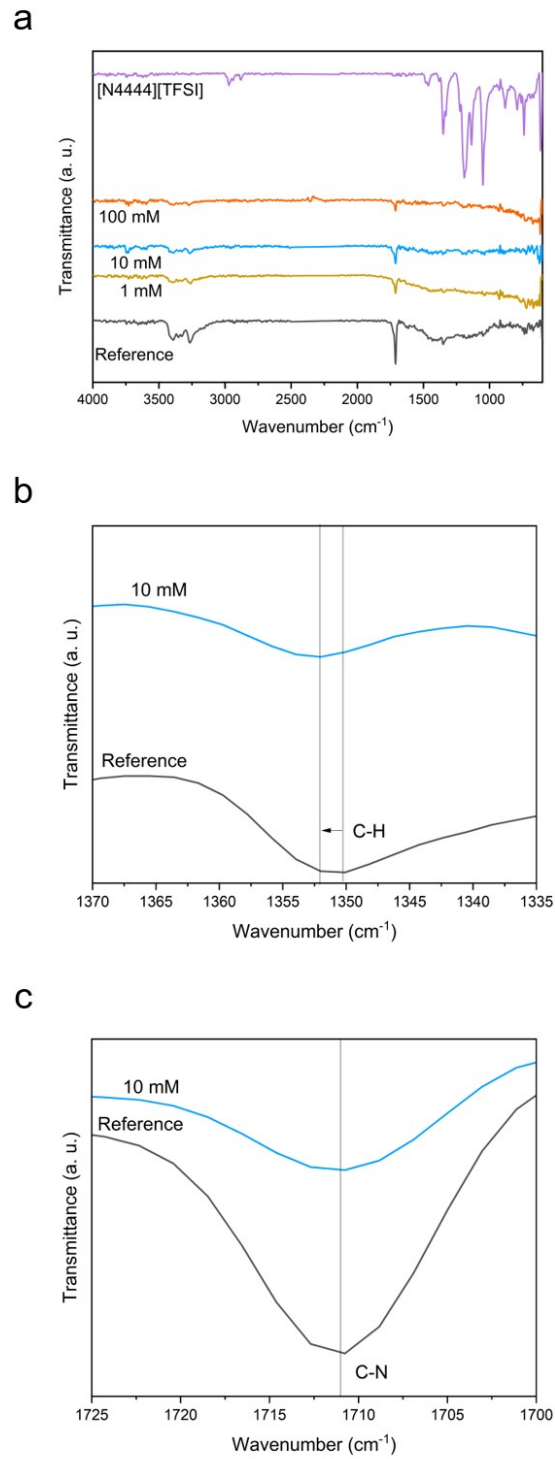 a
[N4444][TFSI]
100 mM
10 mM
1 mM
Reference
Transmittance (a. u.)
4000 3500 3000 2500 2000 1500 1000
Wavenumber (cm⁻¹)
b
10 mM
Reference
C-H
Transmittance (a. u.)
1370 1365 1360 1355 1350 1345 1340 1335
Wavenumber (cm⁻¹)
c
10 mM
Reference
C-N
Transmittance (a. u.)
1725 1720 1715 1710 1705 1700
Wavenumber (cm⁻¹)